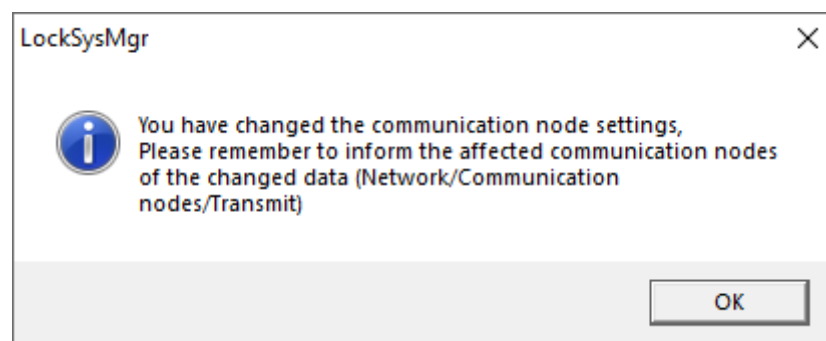 LockSysMgr
You have changed the communication node settings,
Please remember to inform the affected communication nodes
of the changed data (Network/Communication
nodes/Transmit)
OK